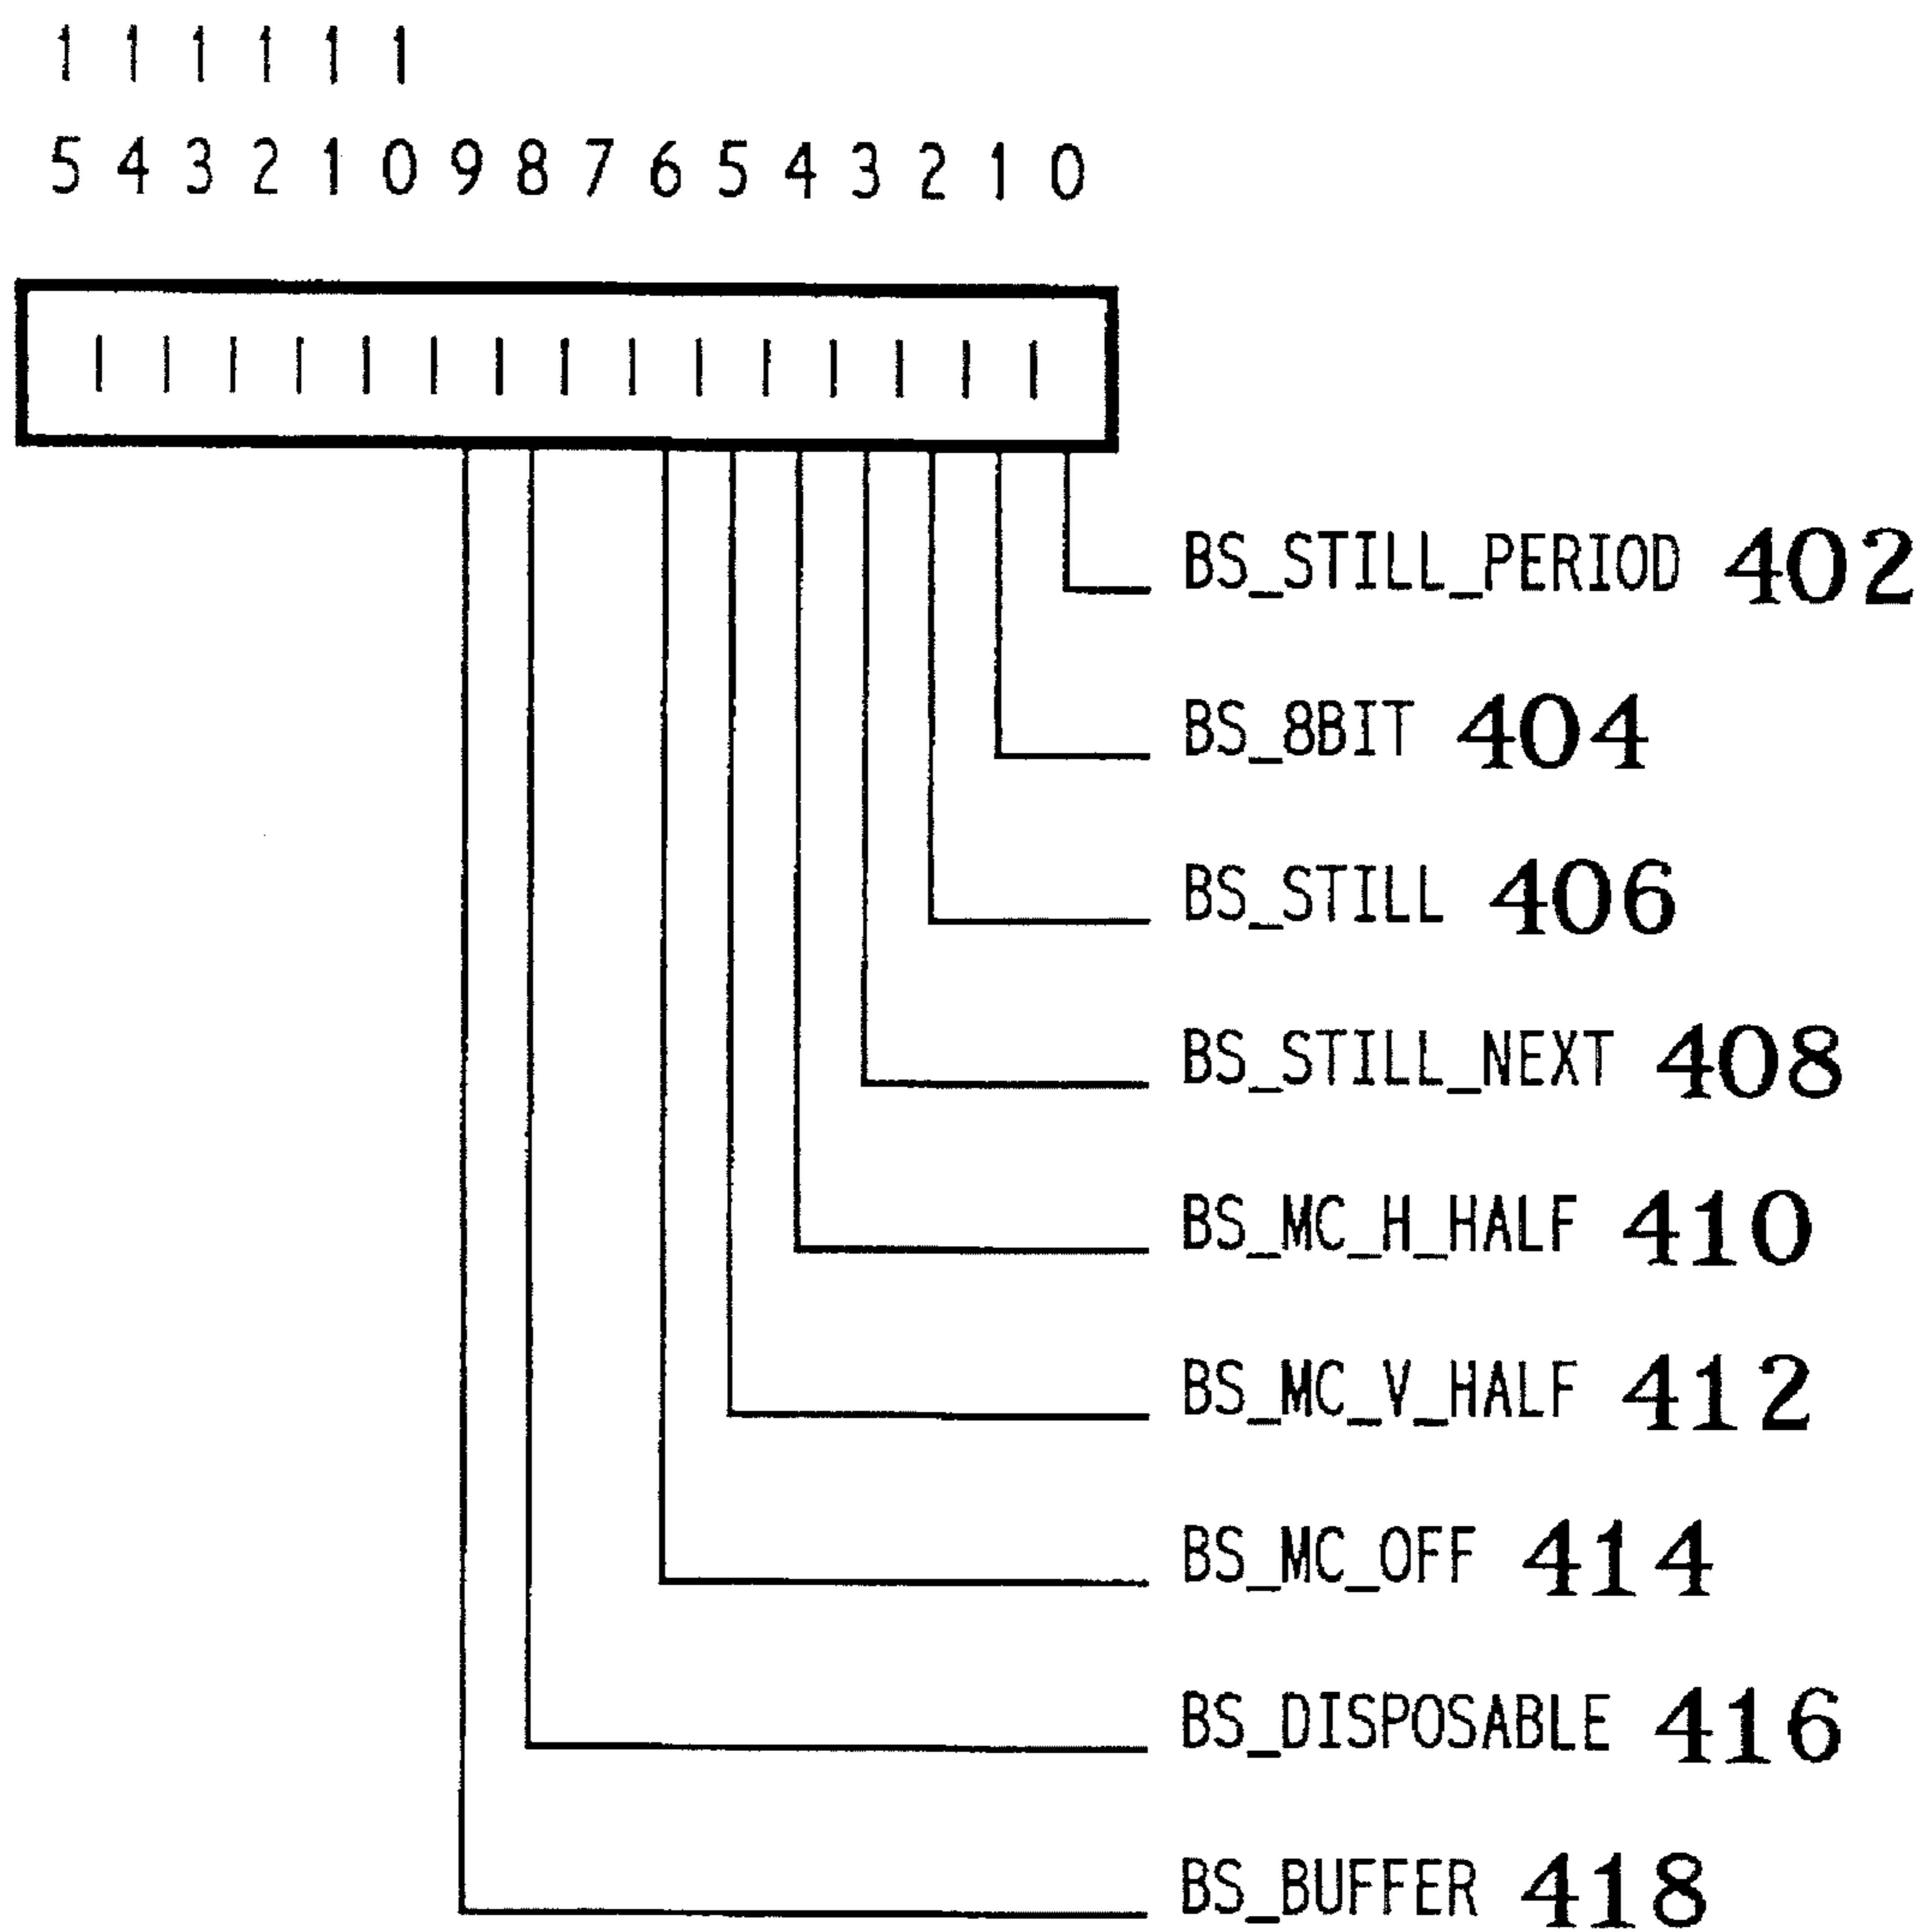 1 1 1 1 1 1
5 4 3 2 1 0 9 8 7 6 5 4 3 2 1 0
BS_STILL_PERIOD 402
BS_8BIT 404
BS_STILL 406
BS_STILL_NEXT 408
BS_MC_H_HALF 410
BS_MC_V_HALF 412
BS_MC_OFF 414
BS_DISPOSABLE 416
BS_BUFFER 418